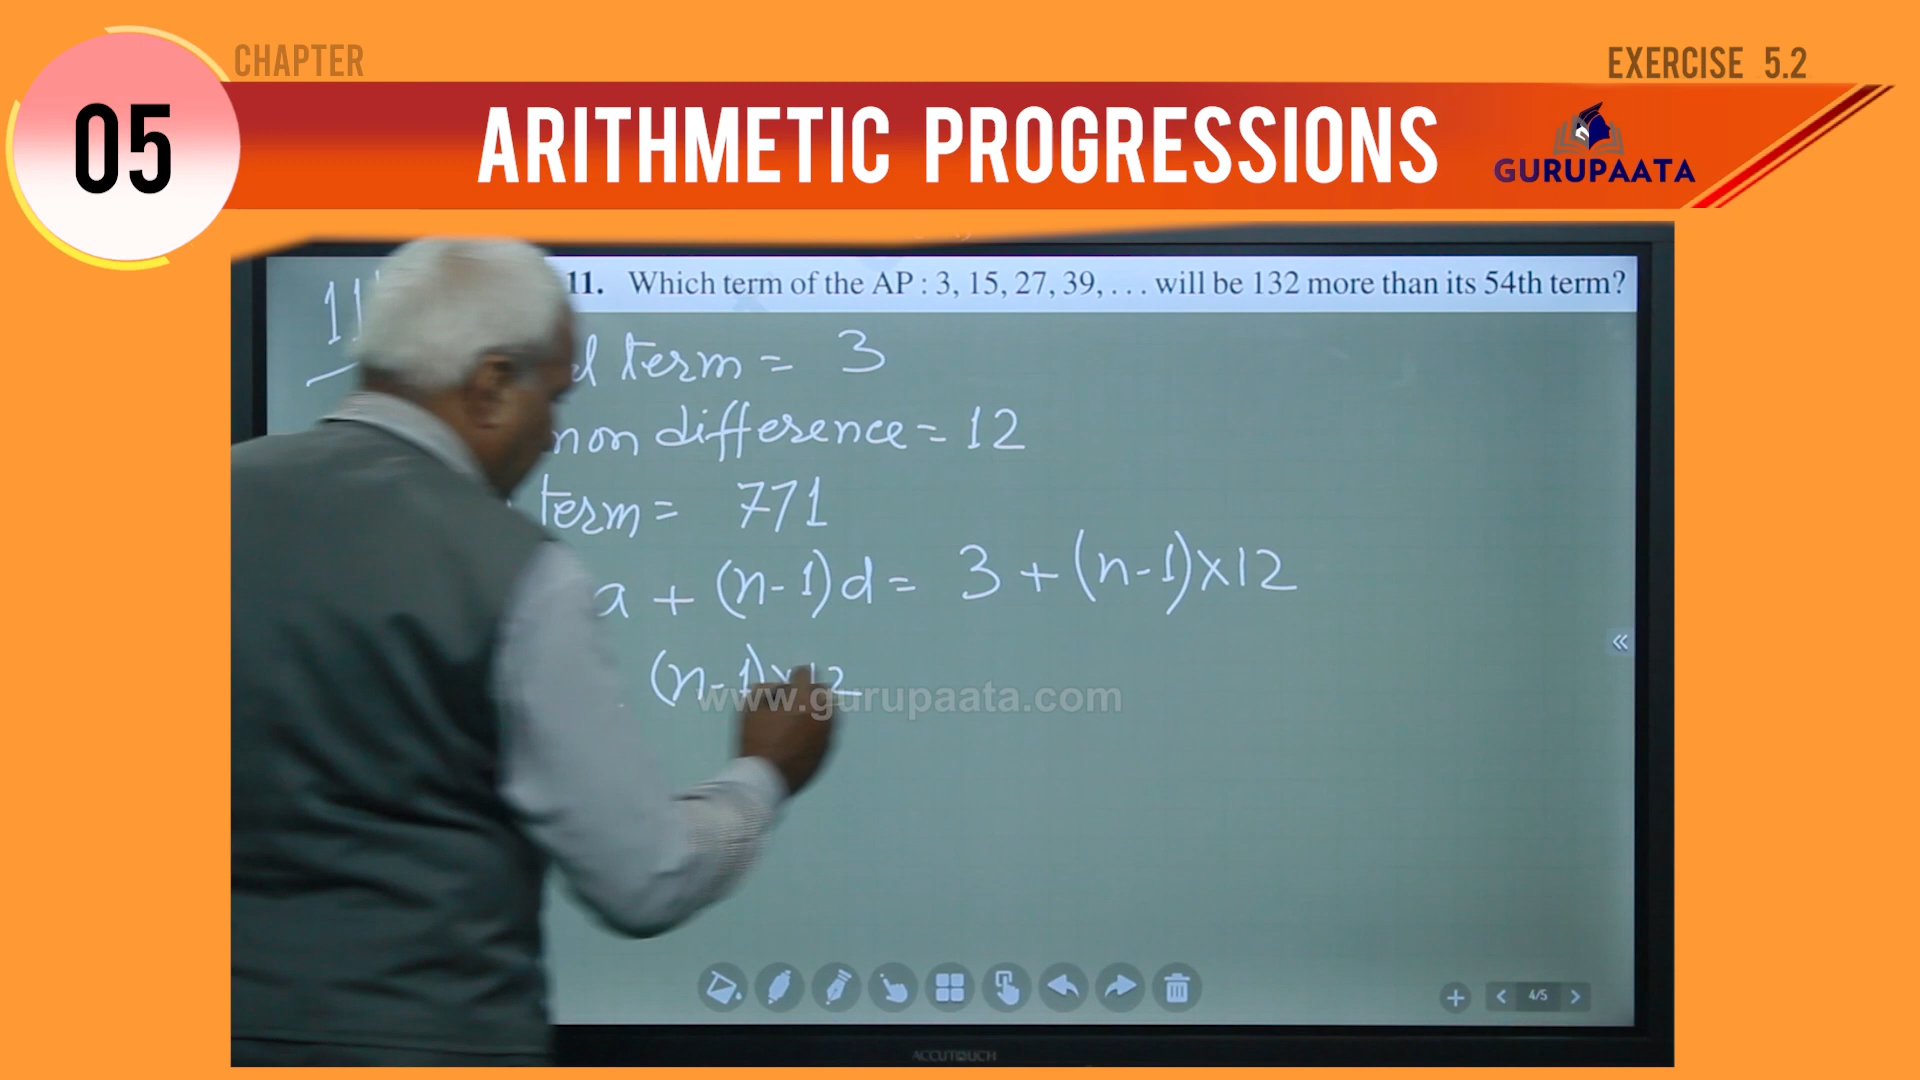 CHAPTER
EXERCISE 5.2
05
ARITHMETIC PROGRESSIONS
GURUPAATA
11
11. Which term of the AP : 3, 15, 27, 39, . . . will be 132 more than its 54th term?
term = 3
non difference = 12
term = 771
a + (n-1)d = 3 + (n-1)×12
(n-1)×12
www.gurupaata.com
4/5
ACCUTOUCH